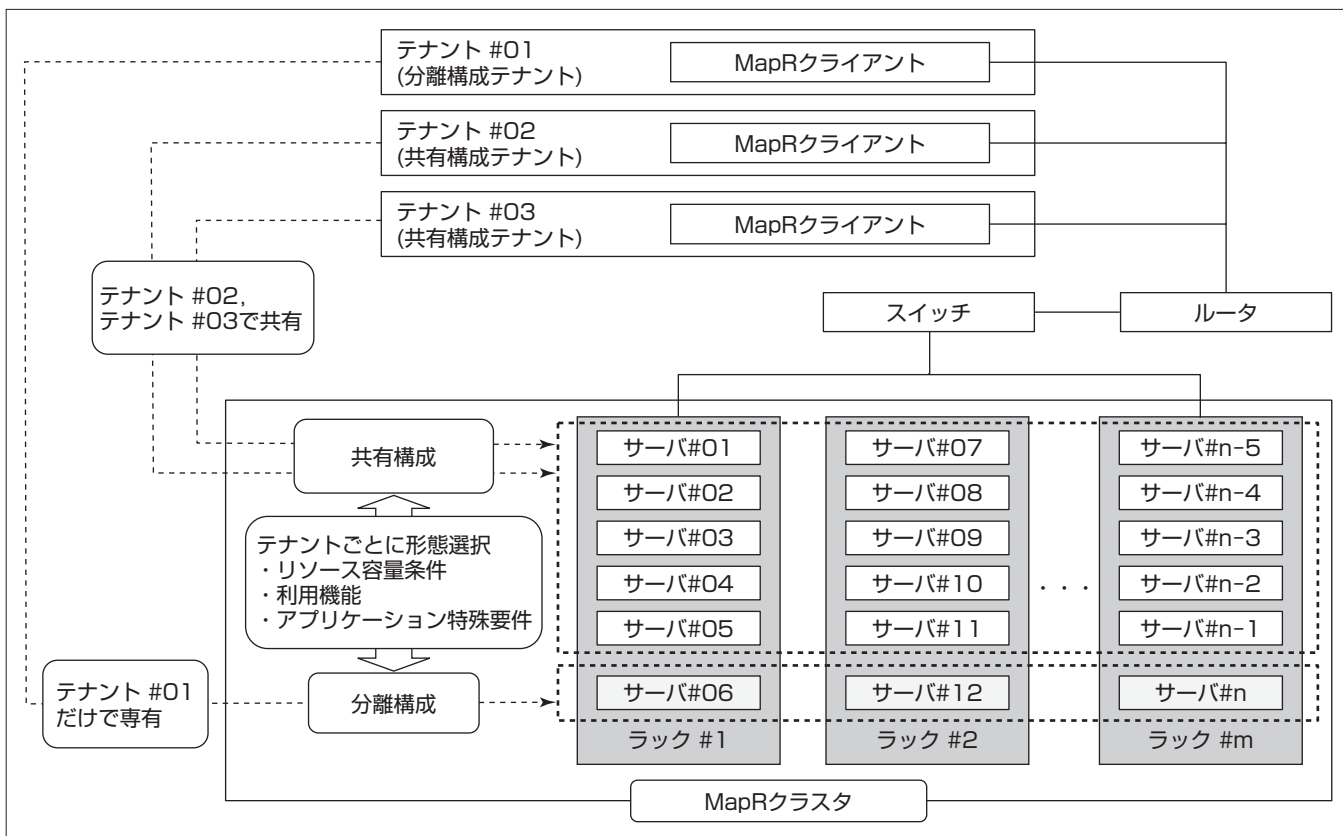 テナント #01
(分離構成テナント)
MapRクライアント
テナント #02
(共有構成テナント)
MapRクライアント
テナント #03
(共有構成テナント)
MapRクライアント
テナント #02,
テナント #03で共有
スイッチ
ルータ
共有構成
テナントごとに形態選択
・リソース容量条件
・利用機能
・アプリケーション特殊要件
分離構成
テナント #01
だけで専有
サーバ#01
サーバ#02
サーバ#03
サーバ#04
サーバ#05
サーバ#06
ラック #1
サーバ#07
サーバ#08
サーバ#09
サーバ#10
サーバ#11
サーバ#12
ラック #2
・・・
サーバ#n-5
サーバ#n-4
サーバ#n-3
サーバ#n-2
サーバ#n-1
サーバ#n
ラック #m
MapRクラスタ